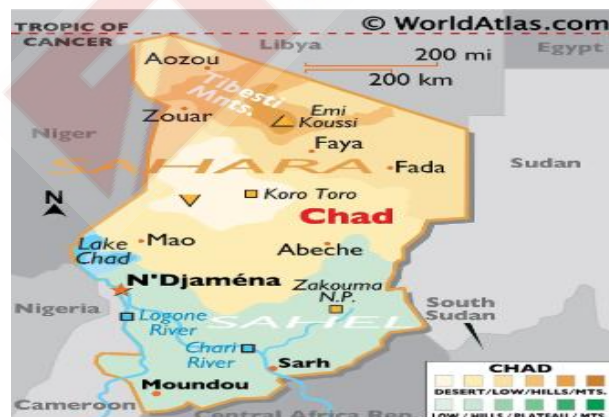 TROPIC OF
CANCER
© WorldAtlas.com
Libya
Egypt
200 mi
200 km
Aozou
Tibesti
Mnts.
Zouar
Emi
Koussi
Niger
Faya
SAHARA
Fada
Sudan
N
Koro Toro
Chad
Lake
Chad
Mao
Abeche
N'Djaména
Zakouma
N.P.
Nigeria
Logone
River
SAHEL
South
Sudan
Chari
River
Sarh
Moundou
CHAD
DESERT/LOW/HILLS/MTS.
LOW / HILLS / PLATEAU / MTS
Cameroon
Central Africa Rep